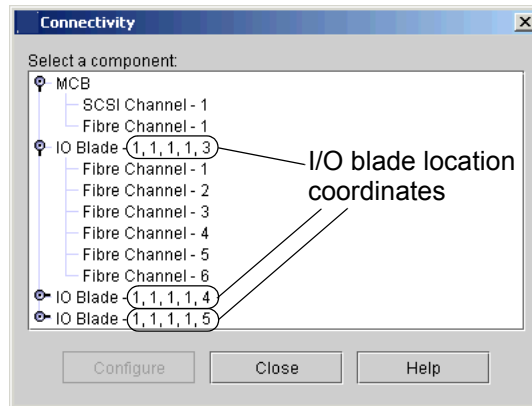 Connectivity
Select a component:
MCB
SCSI Channel - 1
Fibre Channel - 1
IO Blade -1, 1, 1, 1, 3
I/O blade location
coordinates
Fibre Channel - 1
Fibre Channel - 2
Fibre Channel - 3
Fibre Channel - 4
Fibre Channel - 5
Fibre Channel - 6
IO Blade -1, 1, 1, 1, 4
IO Blade -1, 1, 1, 1, 5
Configure Close Help